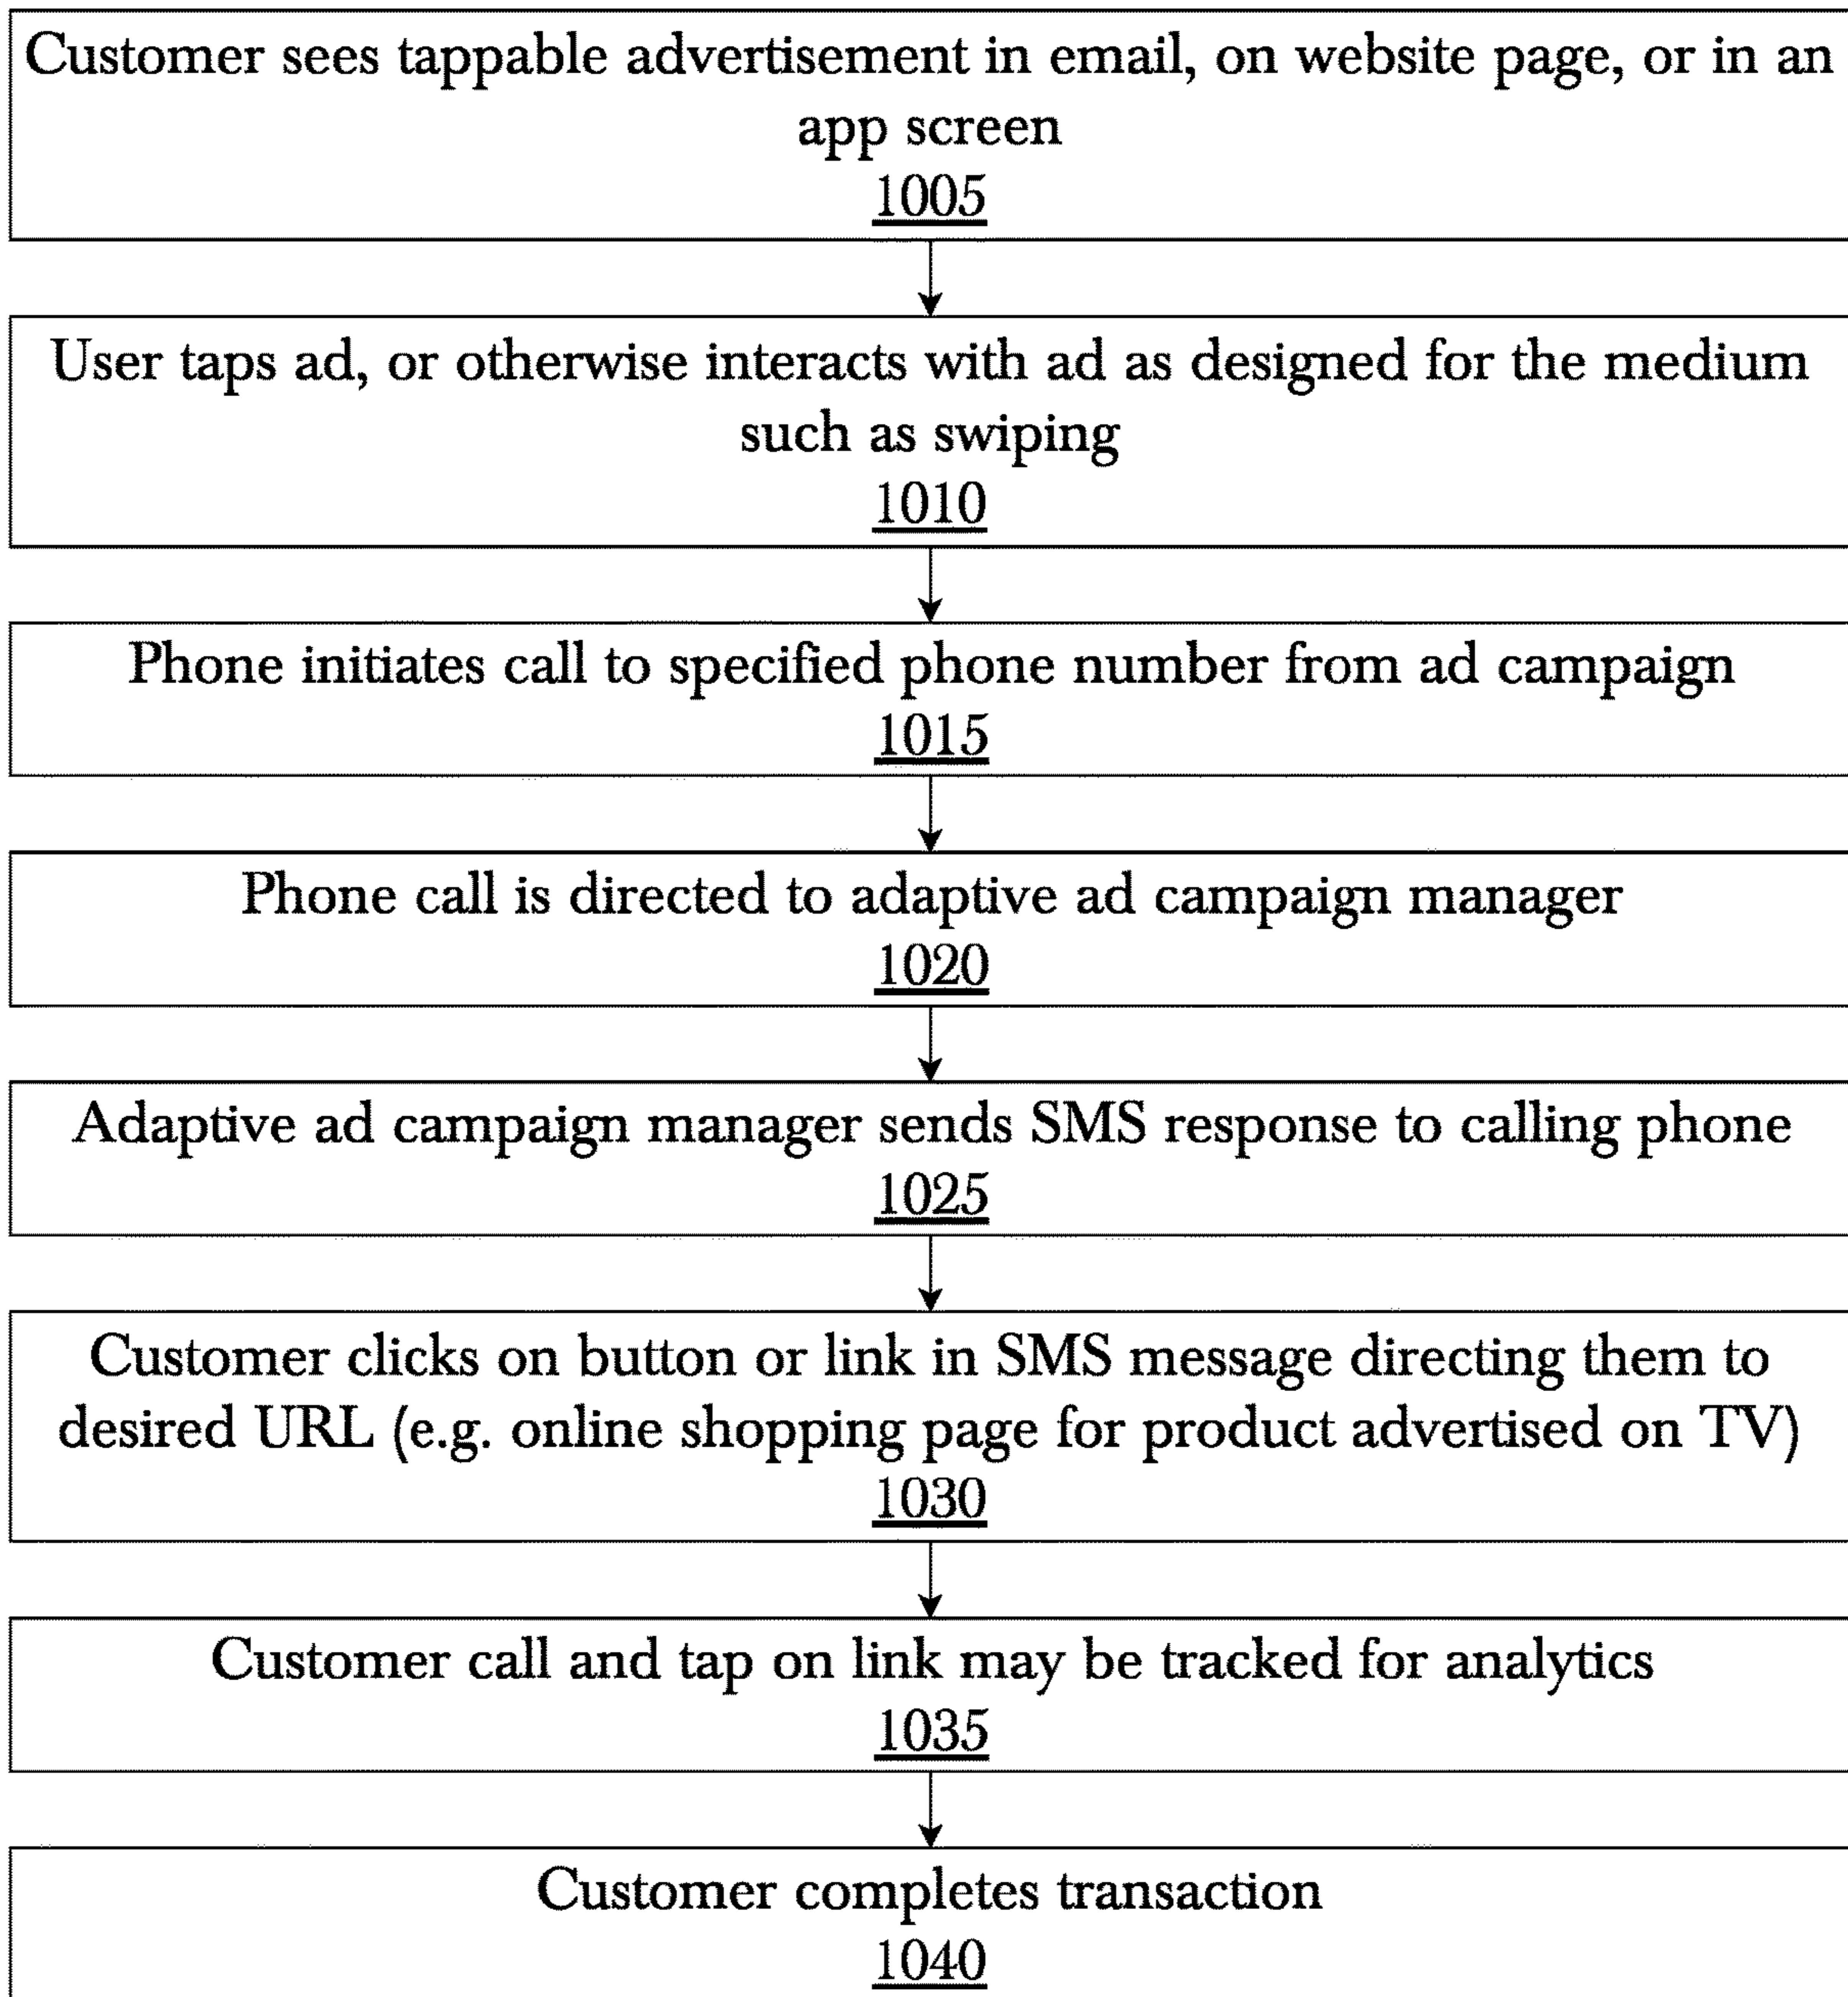 Customer sees tappable advertisement in email, on website page, or in an
app screen
1005
User taps ad, or otherwise interacts with ad as designed for the medium
such as swiping
1010
Phone initiates call to specified phone number from ad campaign
1015
Phone call is directed to adaptive ad campaign manager
1020
Adaptive ad campaign manager sends SMS response to calling phone
1025
Customer clicks on button or link in SMS message directing them to
desired URL (e.g. online shopping page for product advertised on TV)
1030
Customer call and tap on link may be tracked for analytics
1035
Customer completes transaction
1040